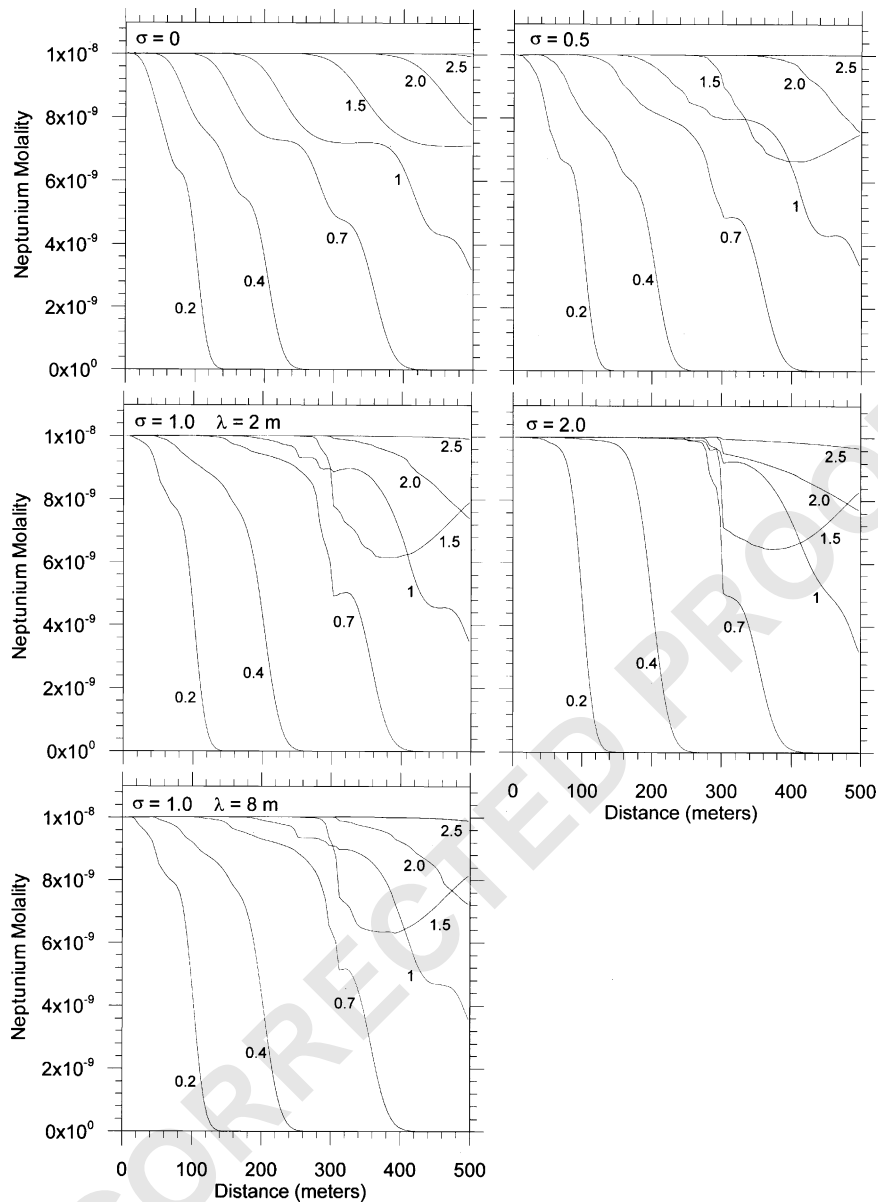 σ = 0
Neptunium Molality
1x10⁻⁸
8x10⁻⁹
6x10⁻⁹
4x10⁻⁹
2x10⁻⁹
0x10⁰
0.2
0.4
0.7
1
1.5
2.0
2.5
σ = 0.5
0.2
0.4
0.7
1
1.5
2.0
2.5
σ = 1.0 λ = 2 m
Neptunium Molality
1x10⁻⁸
8x10⁻⁹
6x10⁻⁹
4x10⁻⁹
2x10⁻⁹
0x10⁰
0.2
0.4
0.7
1
1.5
2.0
2.5
σ = 2.0
0.2
0.4
0.7
1
1.5
2.0
2.5
0 100 200 300 400 500
Distance (meters)
σ = 1.0 λ = 8 m
Neptunium Molality
1x10⁻⁸
8x10⁻⁹
6x10⁻⁹
4x10⁻⁹
2x10⁻⁹
0x10⁰
0.2
0.4
0.7
1
1.5
2.0
2.5
0 100 200 300 400 500
Distance (meters)
CORRECTED PROO